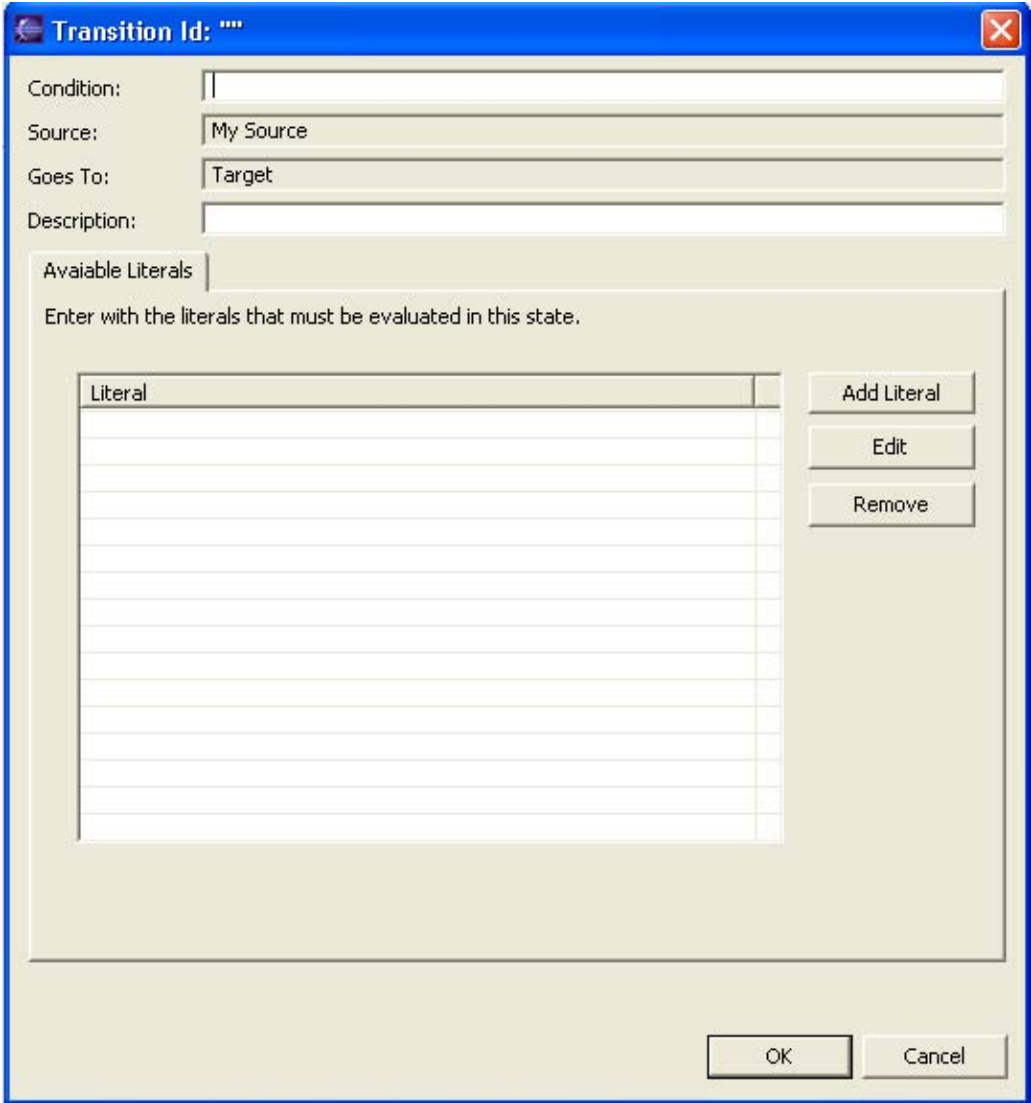 Transition Id: ""
Condition:
Source: My Source
Goes To: Target
Description:
Avaiable Literals
Enter with the literals that must be evaluated in this state.
Literal
Add Literal
Edit
Remove
OK Cancel